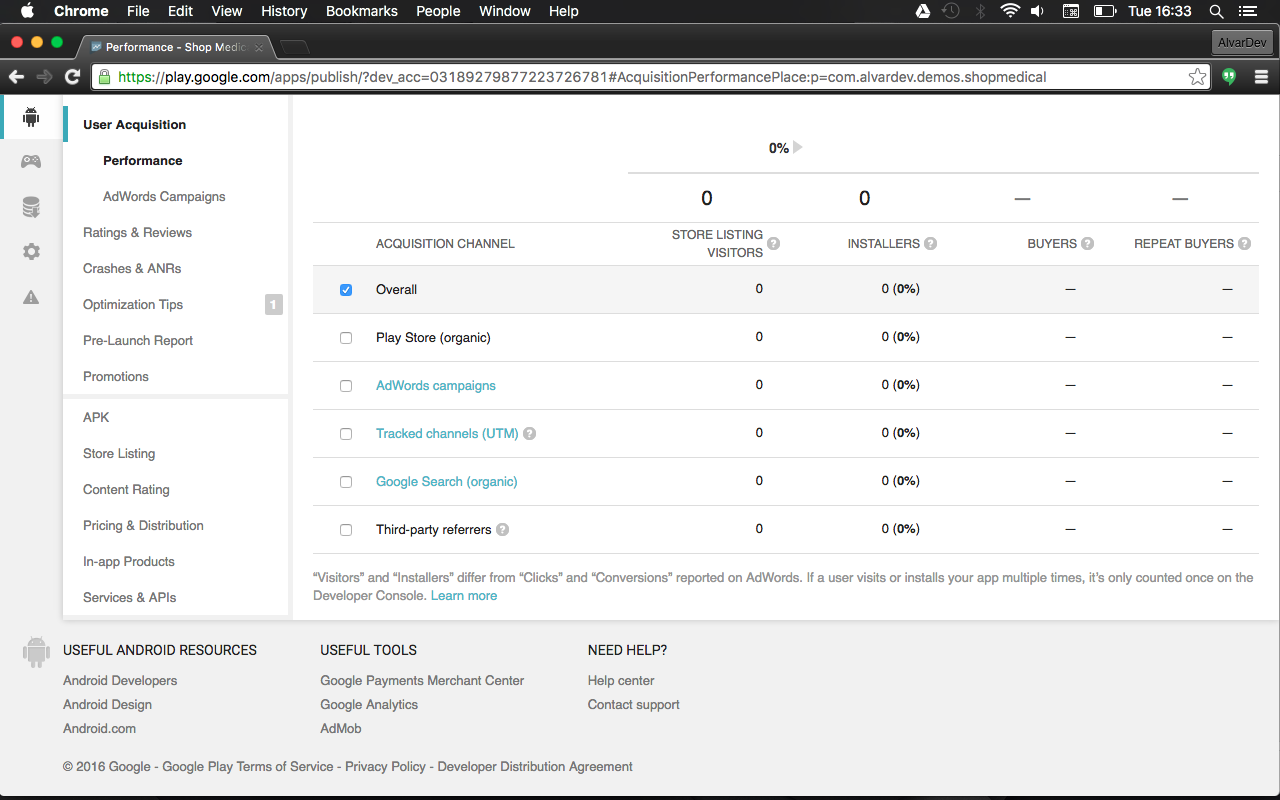 Chrome File Edit View History Bookmarks People Window Help Tue 16:33
Performance - Shop Medic
AlvarDev
https://play.google.com/apps/publish/?dev_acc=03189279877223726781#AcquisitionPerformancePlace:p=com.alvardev.demos.shopmedical
User Acquisition
Performance
AdWords Campaigns
Ratings & Reviews
Crashes & ANRs
Optimization Tips 1
Pre-Launch Report
Promotions
APK
Store Listing
Content Rating
Pricing & Distribution
In-app Products
Services & APIs
0%
0 0 — —
ACQUISITION CHANNEL STORE LISTING VISITORS ? INSTALLERS ? BUYERS ? REPEAT BUYERS ?
Overall 0 0 (0%) — —
Play Store (organic) 0 0 (0%) — —
AdWords campaigns 0 0 (0%) — —
Tracked channels (UTM) ? 0 0 (0%) — —
Google Search (organic) 0 0 (0%) — —
Third-party referrers ? 0 0 (0%) — —
“Visitors” and “Installers” differ from “Clicks” and “Conversions” reported on AdWords. If a user visits or installs your app multiple times, it’s only counted once on the
Developer Console. Learn more
USEFUL ANDROID RESOURCES
Android Developers
Android Design
Android.com
USEFUL TOOLS
Google Payments Merchant Center
Google Analytics
AdMob
NEED HELP?
Help center
Contact support
© 2016 Google - Google Play Terms of Service - Privacy Policy - Developer Distribution Agreement